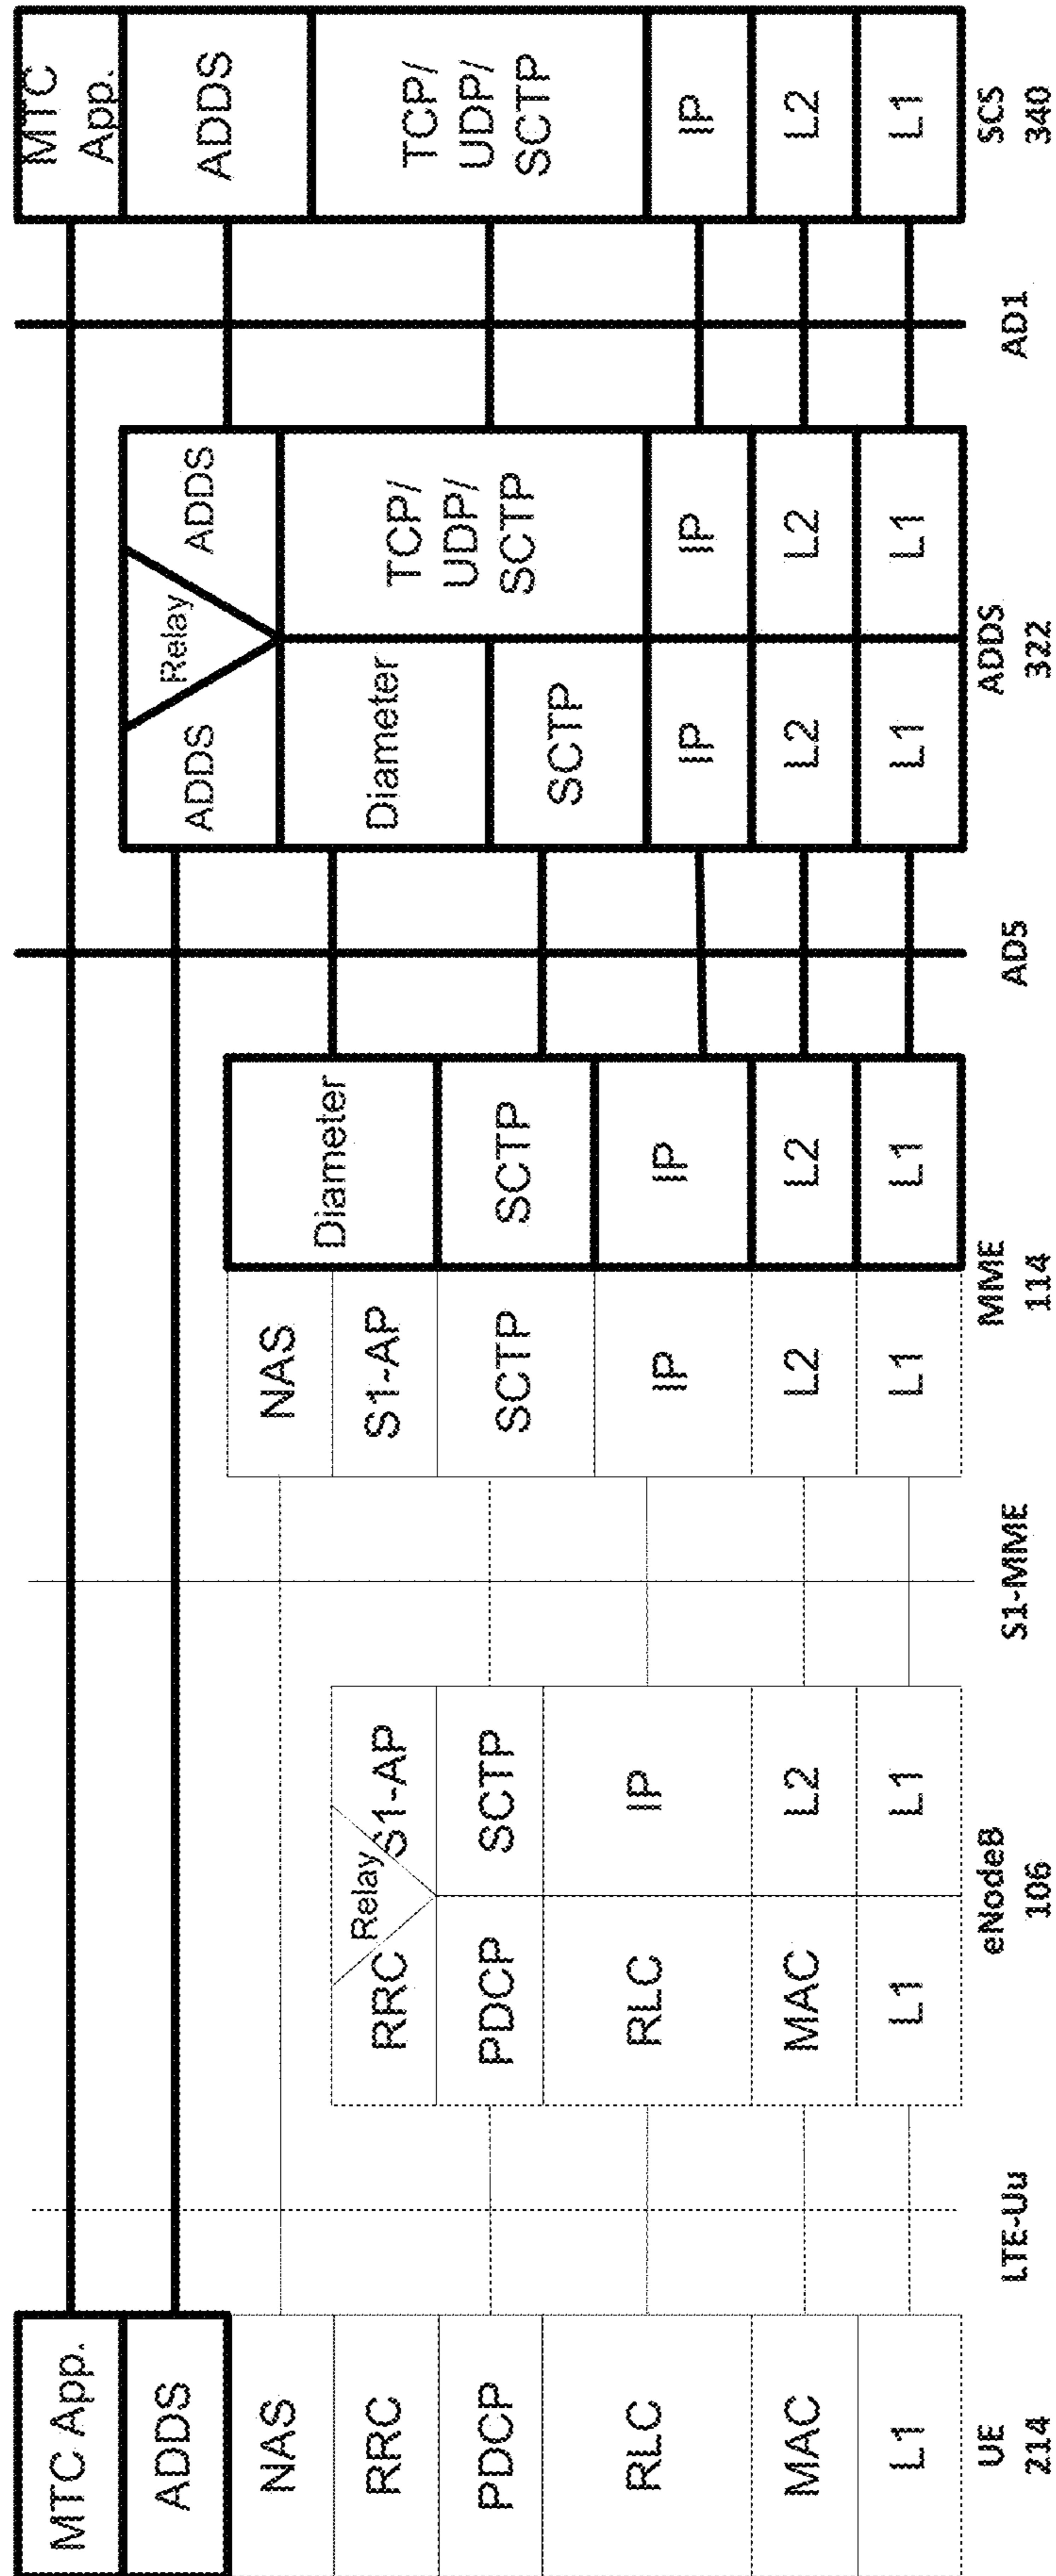 MTC App.
ADDS
NAS
RRC
PDCP
RLC
MAC
L1
UE
214
LTE-Uu
RRC
Relay
S1-AP
PDCP
SCTP
RLC
IP
MAC
L2
L1
L1
eNodeB
106
S1-MME
NAS
S1-AP
SCTP
IP
L2
L1
Diameter
SCTP
IP
L2
L1
MME
114
AD5
ADDS
Relay
ADDS
Diameter
SCTP
IP
L2
L1
TCP/
UDP/
SCTP
IP
L2
L1
ADDS
322
AD1
MTC
App.
ADDS
TCP/
UDP/
SCTP
IP
L2
L1
SCS
340